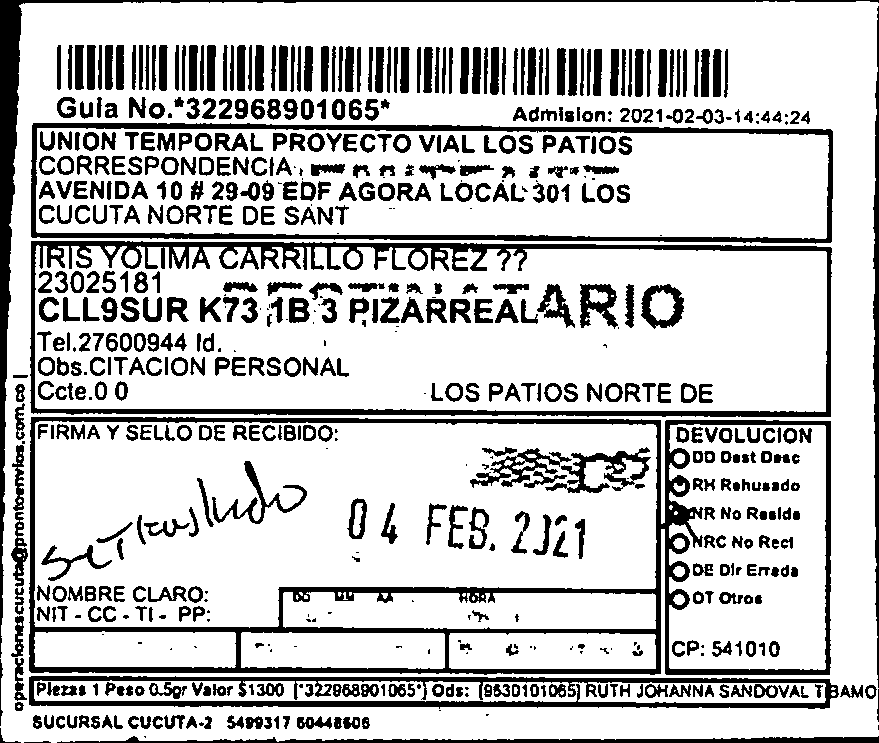 Guia No.*322968901065*
Admision: 2021-02-03-14:44:24
UNION TEMPORAL PROYECTO VIAL LOS PATIOS
CORRESPONDENCIA
AVENIDA 10 # 29-09 EDF AGORA LOCAL 301 LOS
CUCUTA NORTE DE SANT
IRIS YOLIMA CARRILLO FLOREZ ??
23025181
CLL9SUR K73 1B 3 PIZARREAL
Tel.27600944 Id.
Obs.CITACION PERSONAL
Ccte.0 0
LOS PATIOS NORTE DE
operacionescucuta@prontoenvios.com.co |
FIRMA Y SELLO DE RECIBIDO:
04 FEB. 2021
NOMBRE CLARO:
NIT - CC - TI - PP:
DD MM AA HORA
DEVOLUCION
DD Dest Desc
RH Rehusado
NR No Reside
NRC No Recl
DE Dir Errada
OT Otros
CP: 541010
Piezas 1 Peso 0.5gr Valor $1300 (*322968901065*) Ods: (9630101065) RUTH JOHANNA SANDOVAL TIBAMO
SUCURSAL CUCUTA-2 5499317 60448606